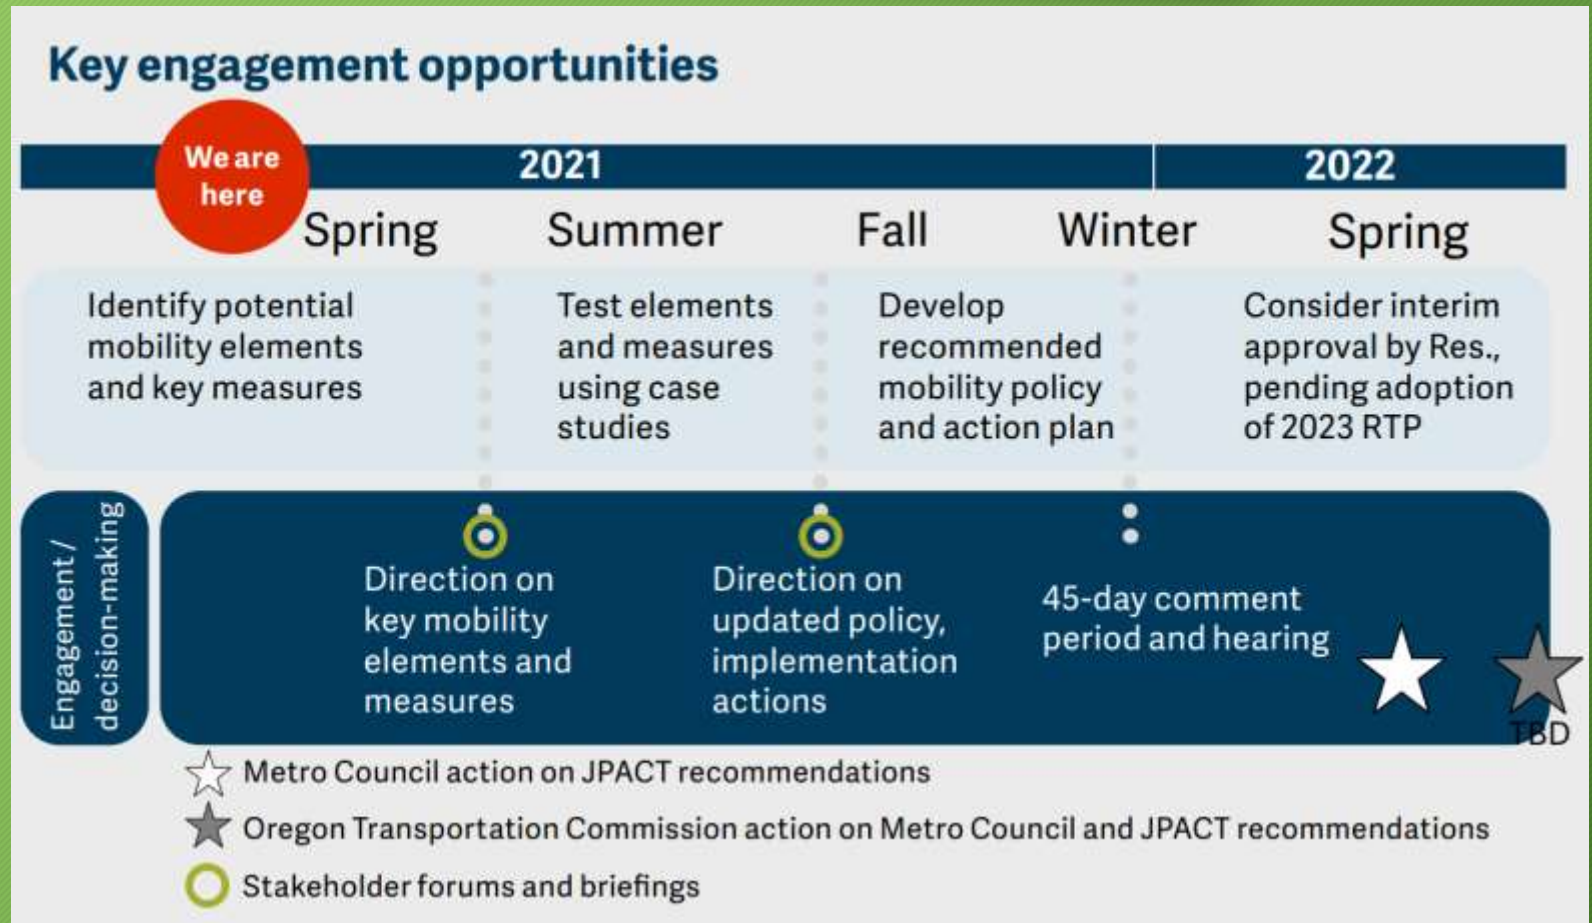 Key engagement opportunities
We are
here
2021
2022
Spring
Summer
Fall
Winter
Spring
Identify potential
mobility elements
and key measures
Test elements
and measures
using case
studies
Develop
recommended
mobility policy
and action plan
Consider interim
approval by Res.,
pending adoption
of 2023 RTP
Engagement /
decision-making
Direction on
key mobility
elements and
measures
Direction on
updated policy,
implementation
actions
45-day comment
period and hearing
TBD
Metro Council action on JPACT recommendations
Oregon Transportation Commission action on Metro Council and JPACT recommendations
Stakeholder forums and briefings